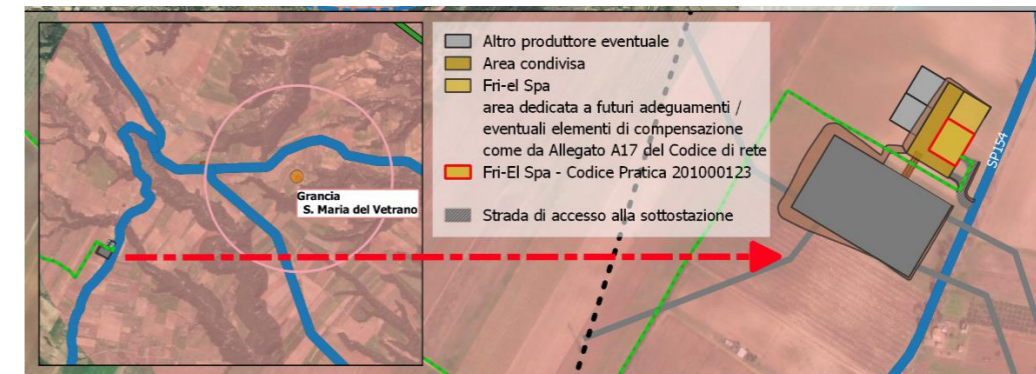 Grancia
S. Maria del Vetrano
Altro produttore eventuale
Area condivisa
Fri-el Spa
area dedicata a futuri adeguamenti /
eventuali elementi di compensazione
come da Allegato A17 del Codice di rete
Fri-El Spa - Codice Pratica 201000123
Strada di accesso alla sottostazione
SP154